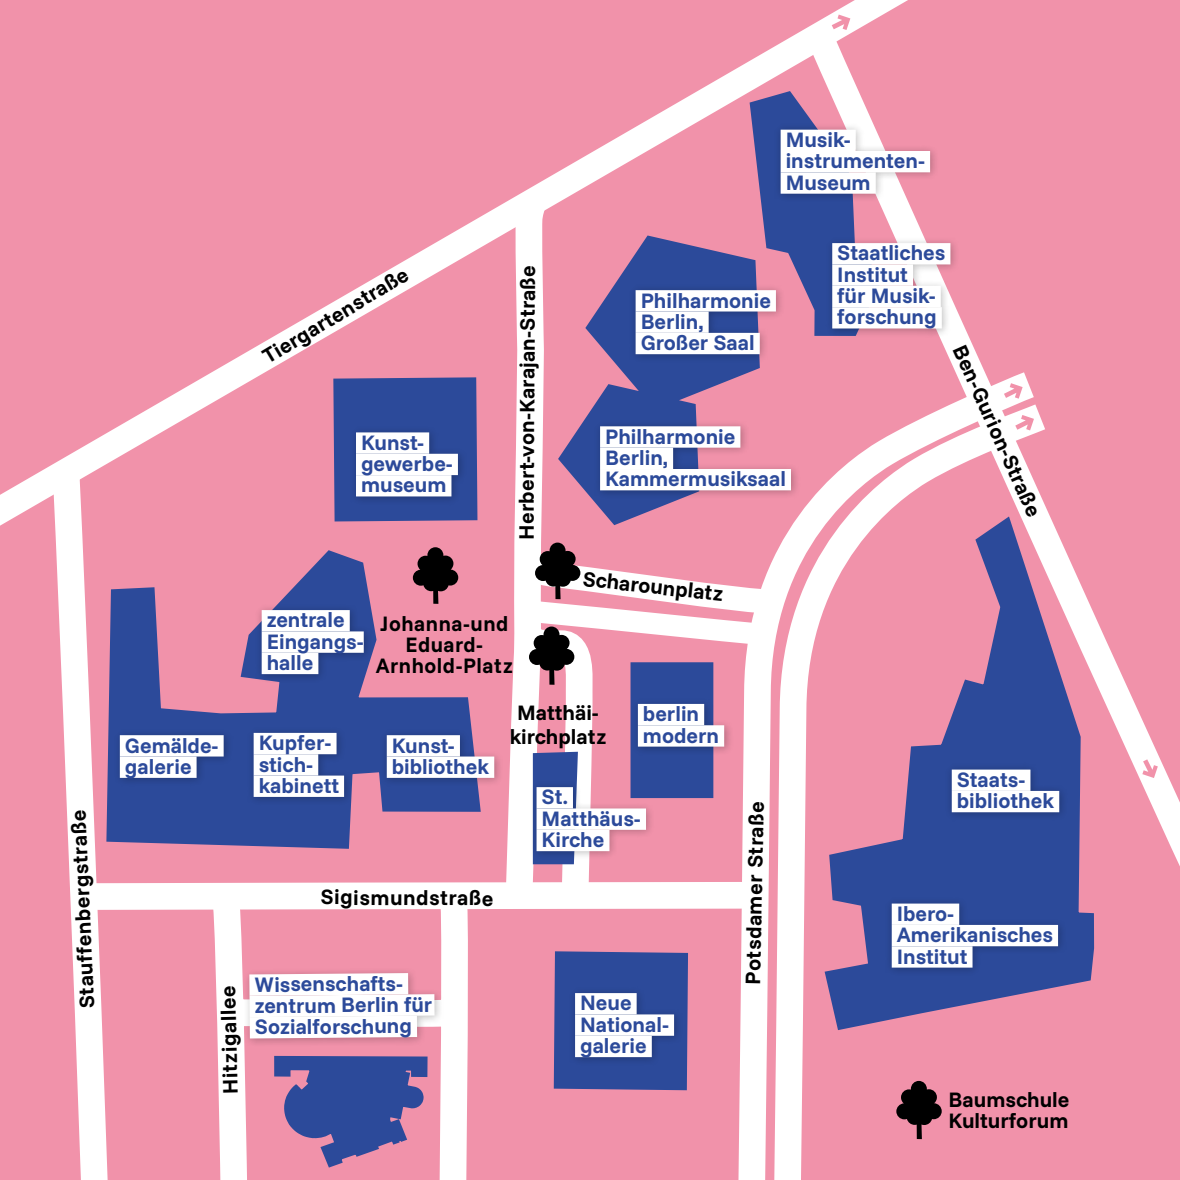 Musik-
instrumenten-
Museum
Staatliches
Institut
für Musik-
forschung
Tiergartenstraße
Herbert-von-Karajan-Straße
Philharmonie
Berlin,
Großer Saal
Ben-Gurion-Straße
Kunst-
gewerbe-
museum
Philharmonie
Berlin,
Kammermusiksaal
Scharounplatz
zentrale
Eingangs-
halle
Johanna-und
Eduard-
Arnhold-Platz
Matthäi-
kirchplatz
berlin
modern
Gemälde-
galerie
Kupfer-
stich-
kabinett
Kunst-
bibliothek
St.
Matthäus-
Kirche
Staats-
bibliothek
Stauffenbergstraße
Sigismundstraße
Potsdamer Straße
Ibero-
Amerikanisches
Institut
Hitzigallee
Wissenschafts-
zentrum Berlin für
Sozialforschung
Neue
National-
galerie
Baumschule
Kulturforum